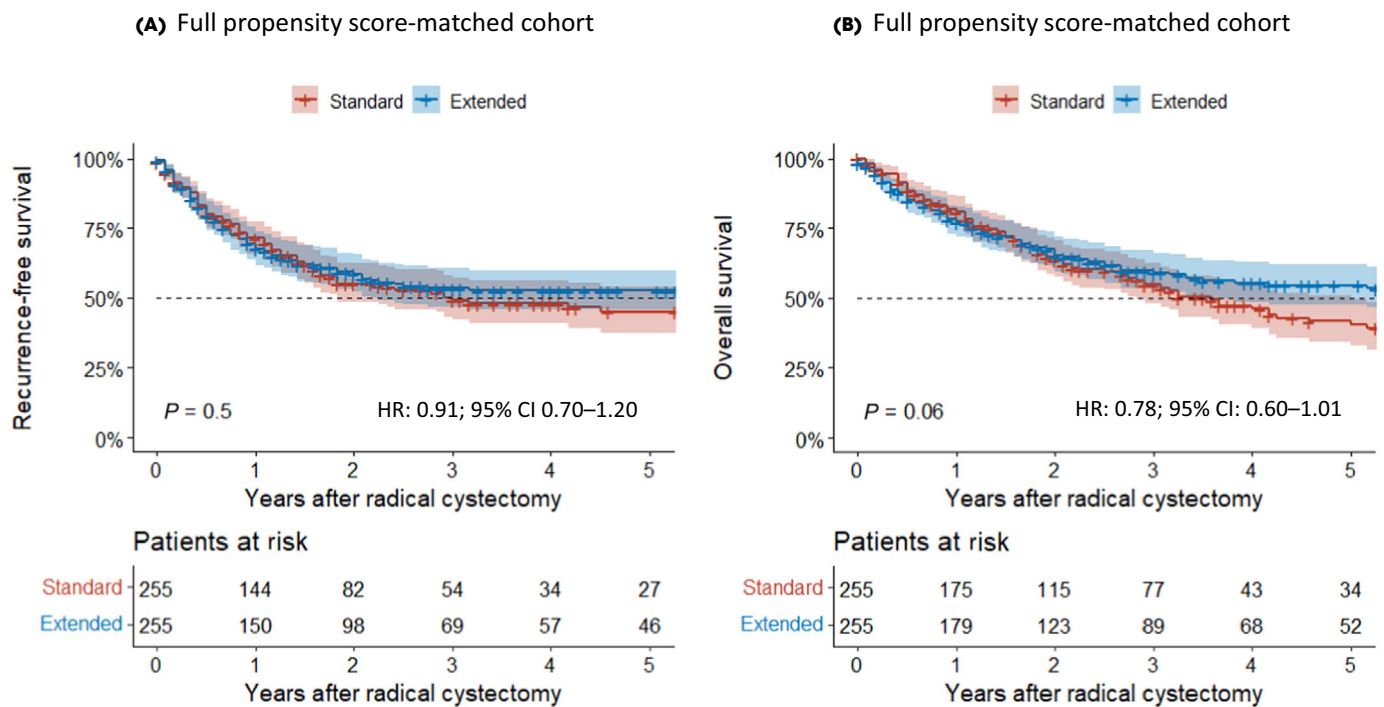 (A) Full propensity score-matched cohort
Standard Extended
Recurrence-free survival
100%
75%
50%
25%
0%
P = 0.5 HR: 0.91; 95% CI 0.70–1.20
0 1 2 3 4 5
Years after radical cystectomy
Patients at risk
Standard 255 144 82 54 34 27
Extended 255 150 98 69 57 46
0 1 2 3 4 5
Years after radical cystectomy
(B) Full propensity score-matched cohort
Standard Extended
Overall survival
100%
75%
50%
25%
0%
P = 0.06 HR: 0.78; 95% CI: 0.60–1.01
0 1 2 3 4 5
Years after radical cystectomy
Patients at risk
Standard 255 175 115 77 43 34
Extended 255 179 123 89 68 52
0 1 2 3 4 5
Years after radical cystectomy